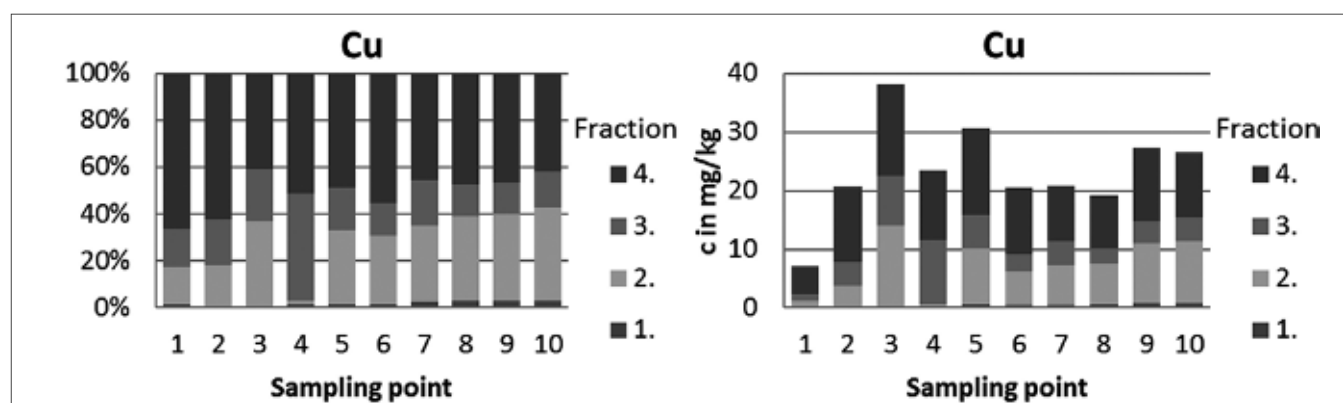 Cu
100%
80%
60%
40%
20%
0%
1 2 3 4 5 6 7 8 9 10
Sampling point
Fraction
4.
3.
2.
1.
Cu
c in mg/kg
40
30
20
10
0
1 2 3 4 5 6 7 8 9 10
Sampling point
Fraction
4.
3.
2.
1.